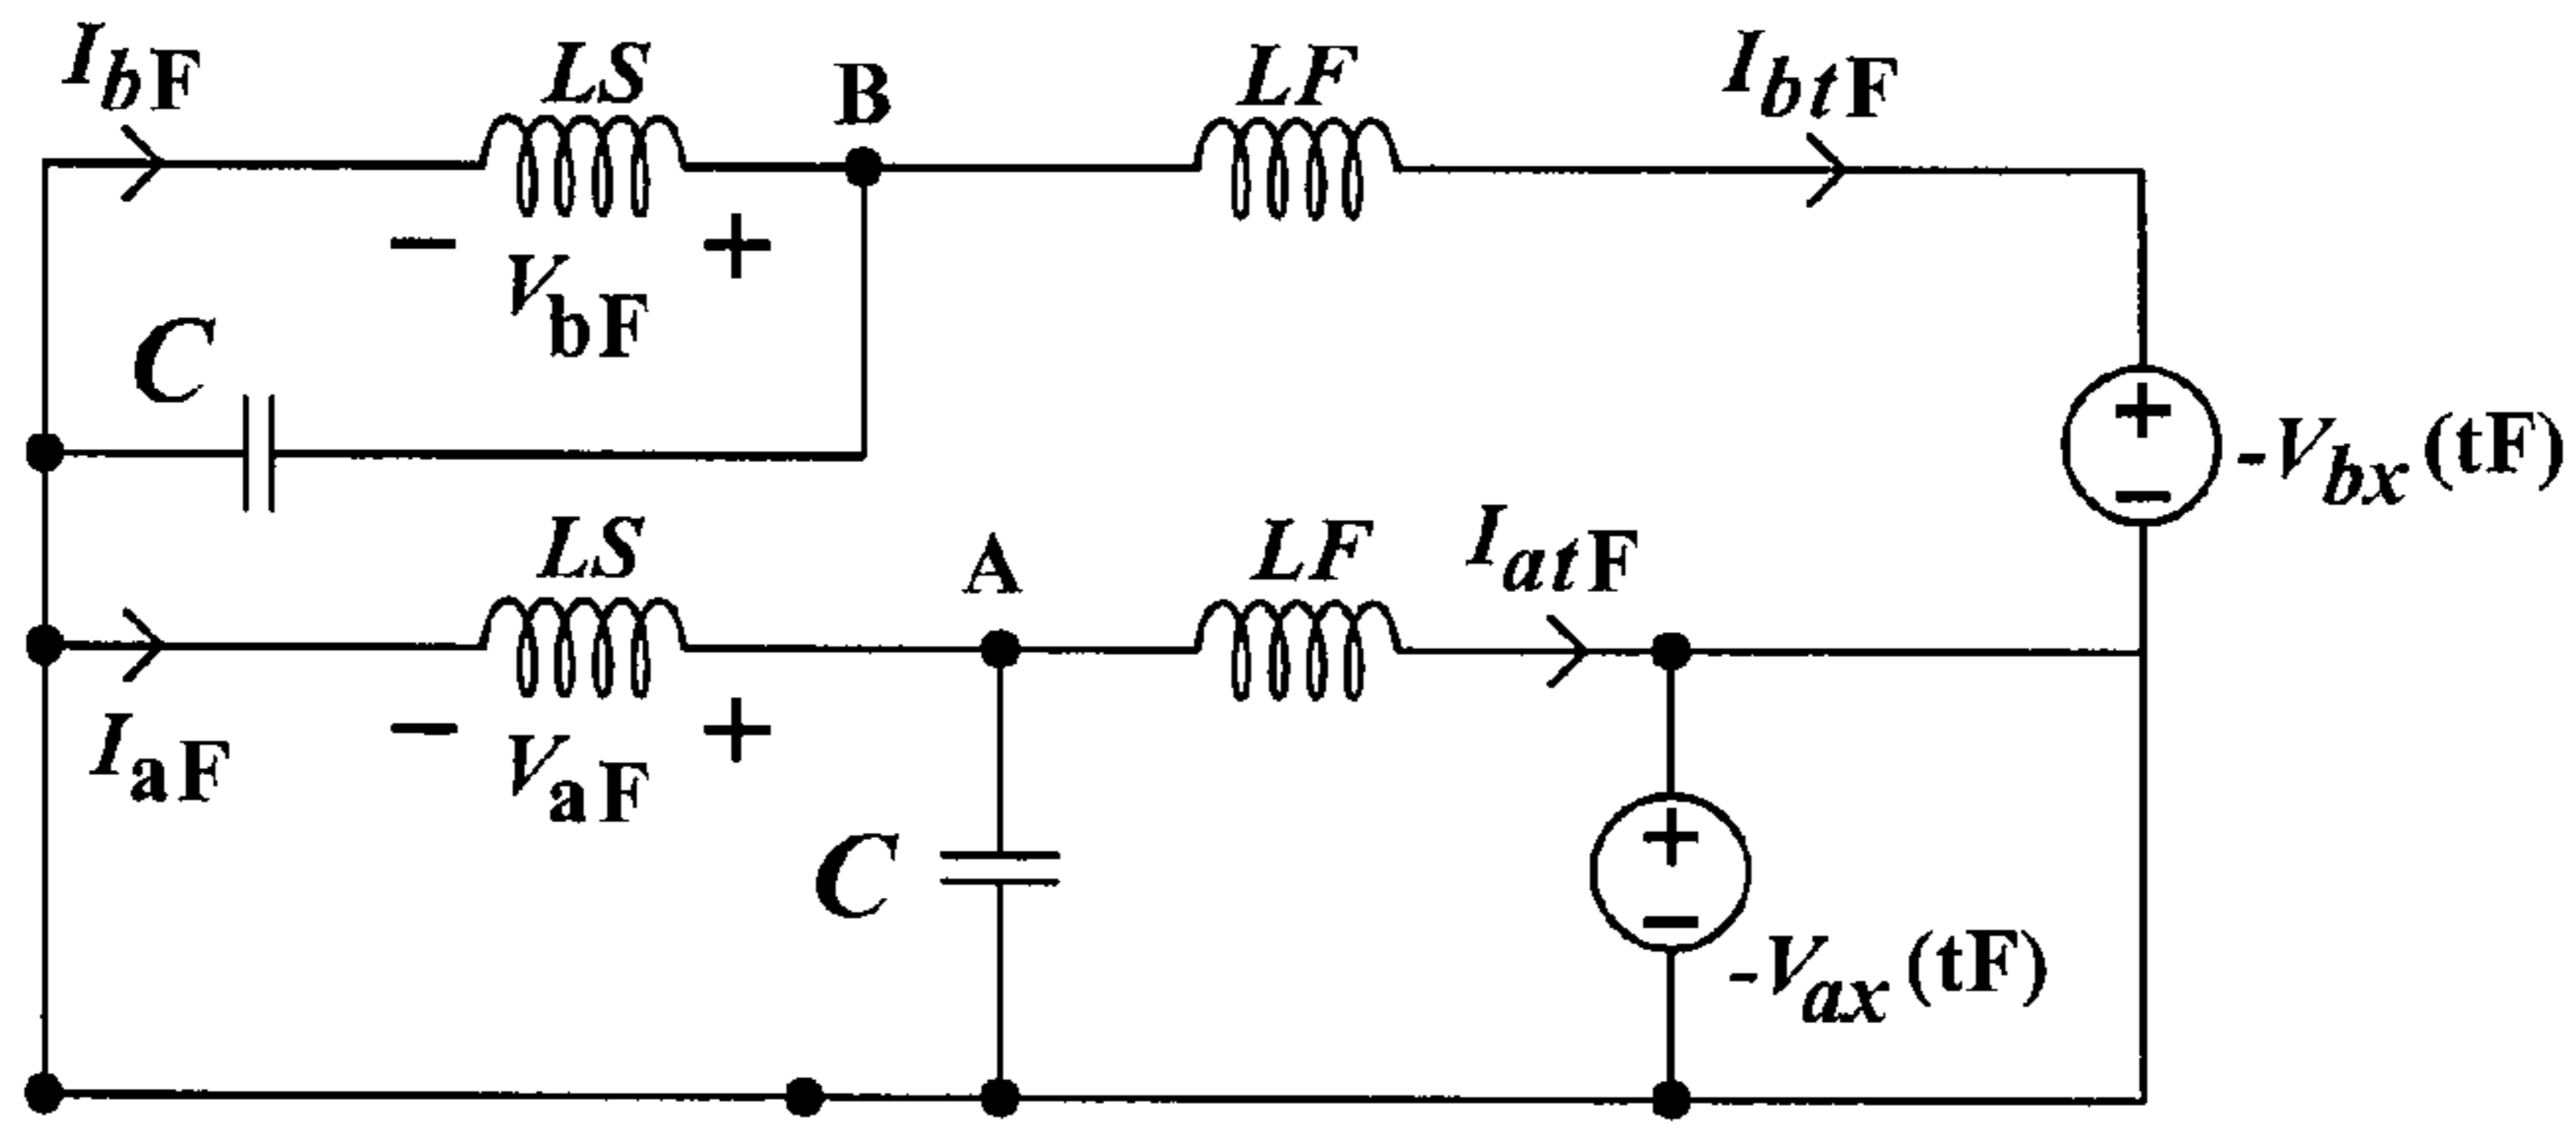 IbF
LS
B
LF
IbtF
− VbF +
C
+
−
-Vbx(tF)
LS
A
LF
IatF
IaF
− VaF +
C
+
−
-Vax(tF)